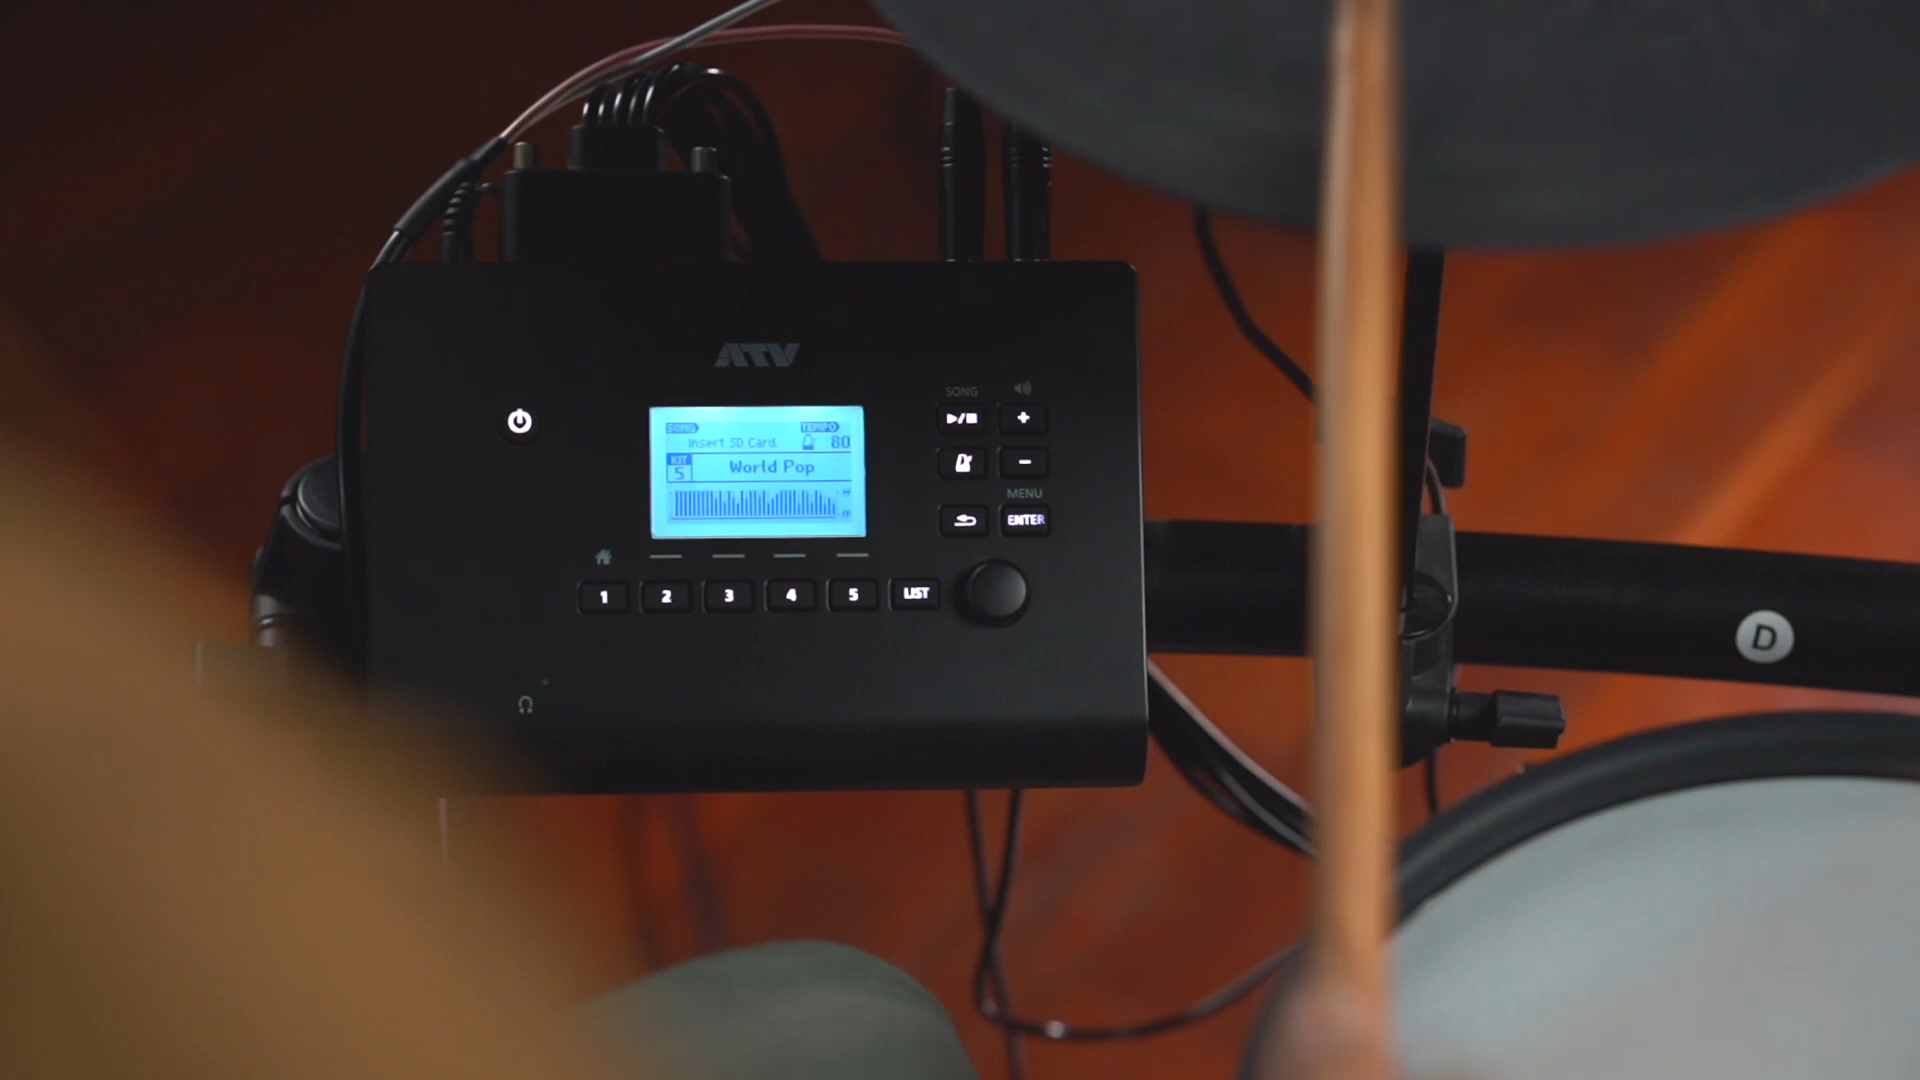 ATV
SONG
SONG TEMPO
Insert SD Card. 80
KIT
5 World Pop
MENU
ENTER
1 2 3 4 5 LIST
D